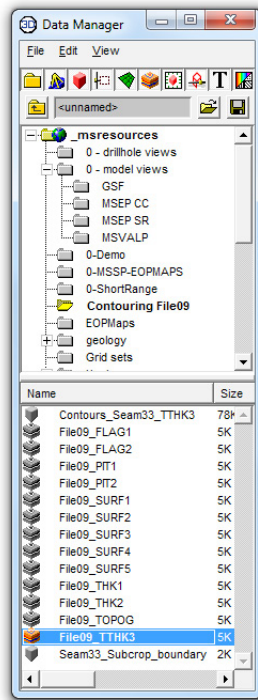 3D Data Manager
File Edit View
T
<unnamed>
_msresources
0 - drillhole views
0 - model views
GSF
MSEP CC
MSEP SR
MSVALP
0-Demo
0-MSSP-EOPMAPS
0-ShortRange
Contouring File09
EOPMaps
geology
Grid sets
Name Size
Contours_Seam33_TTHK3 78K
File09_FLAG1 5K
File09_FLAG2 5K
File09_PIT1 5K
File09_PIT2 5K
File09_SURF1 5K
File09_SURF2 5K
File09_SURF3 5K
File09_SURF4 5K
File09_SURF5 5K
File09_THK1 5K
File09_THK2 5K
File09_TOPOG 5K
File09_TTHK3 5K
Seam33_Subcrop_boundary 2K